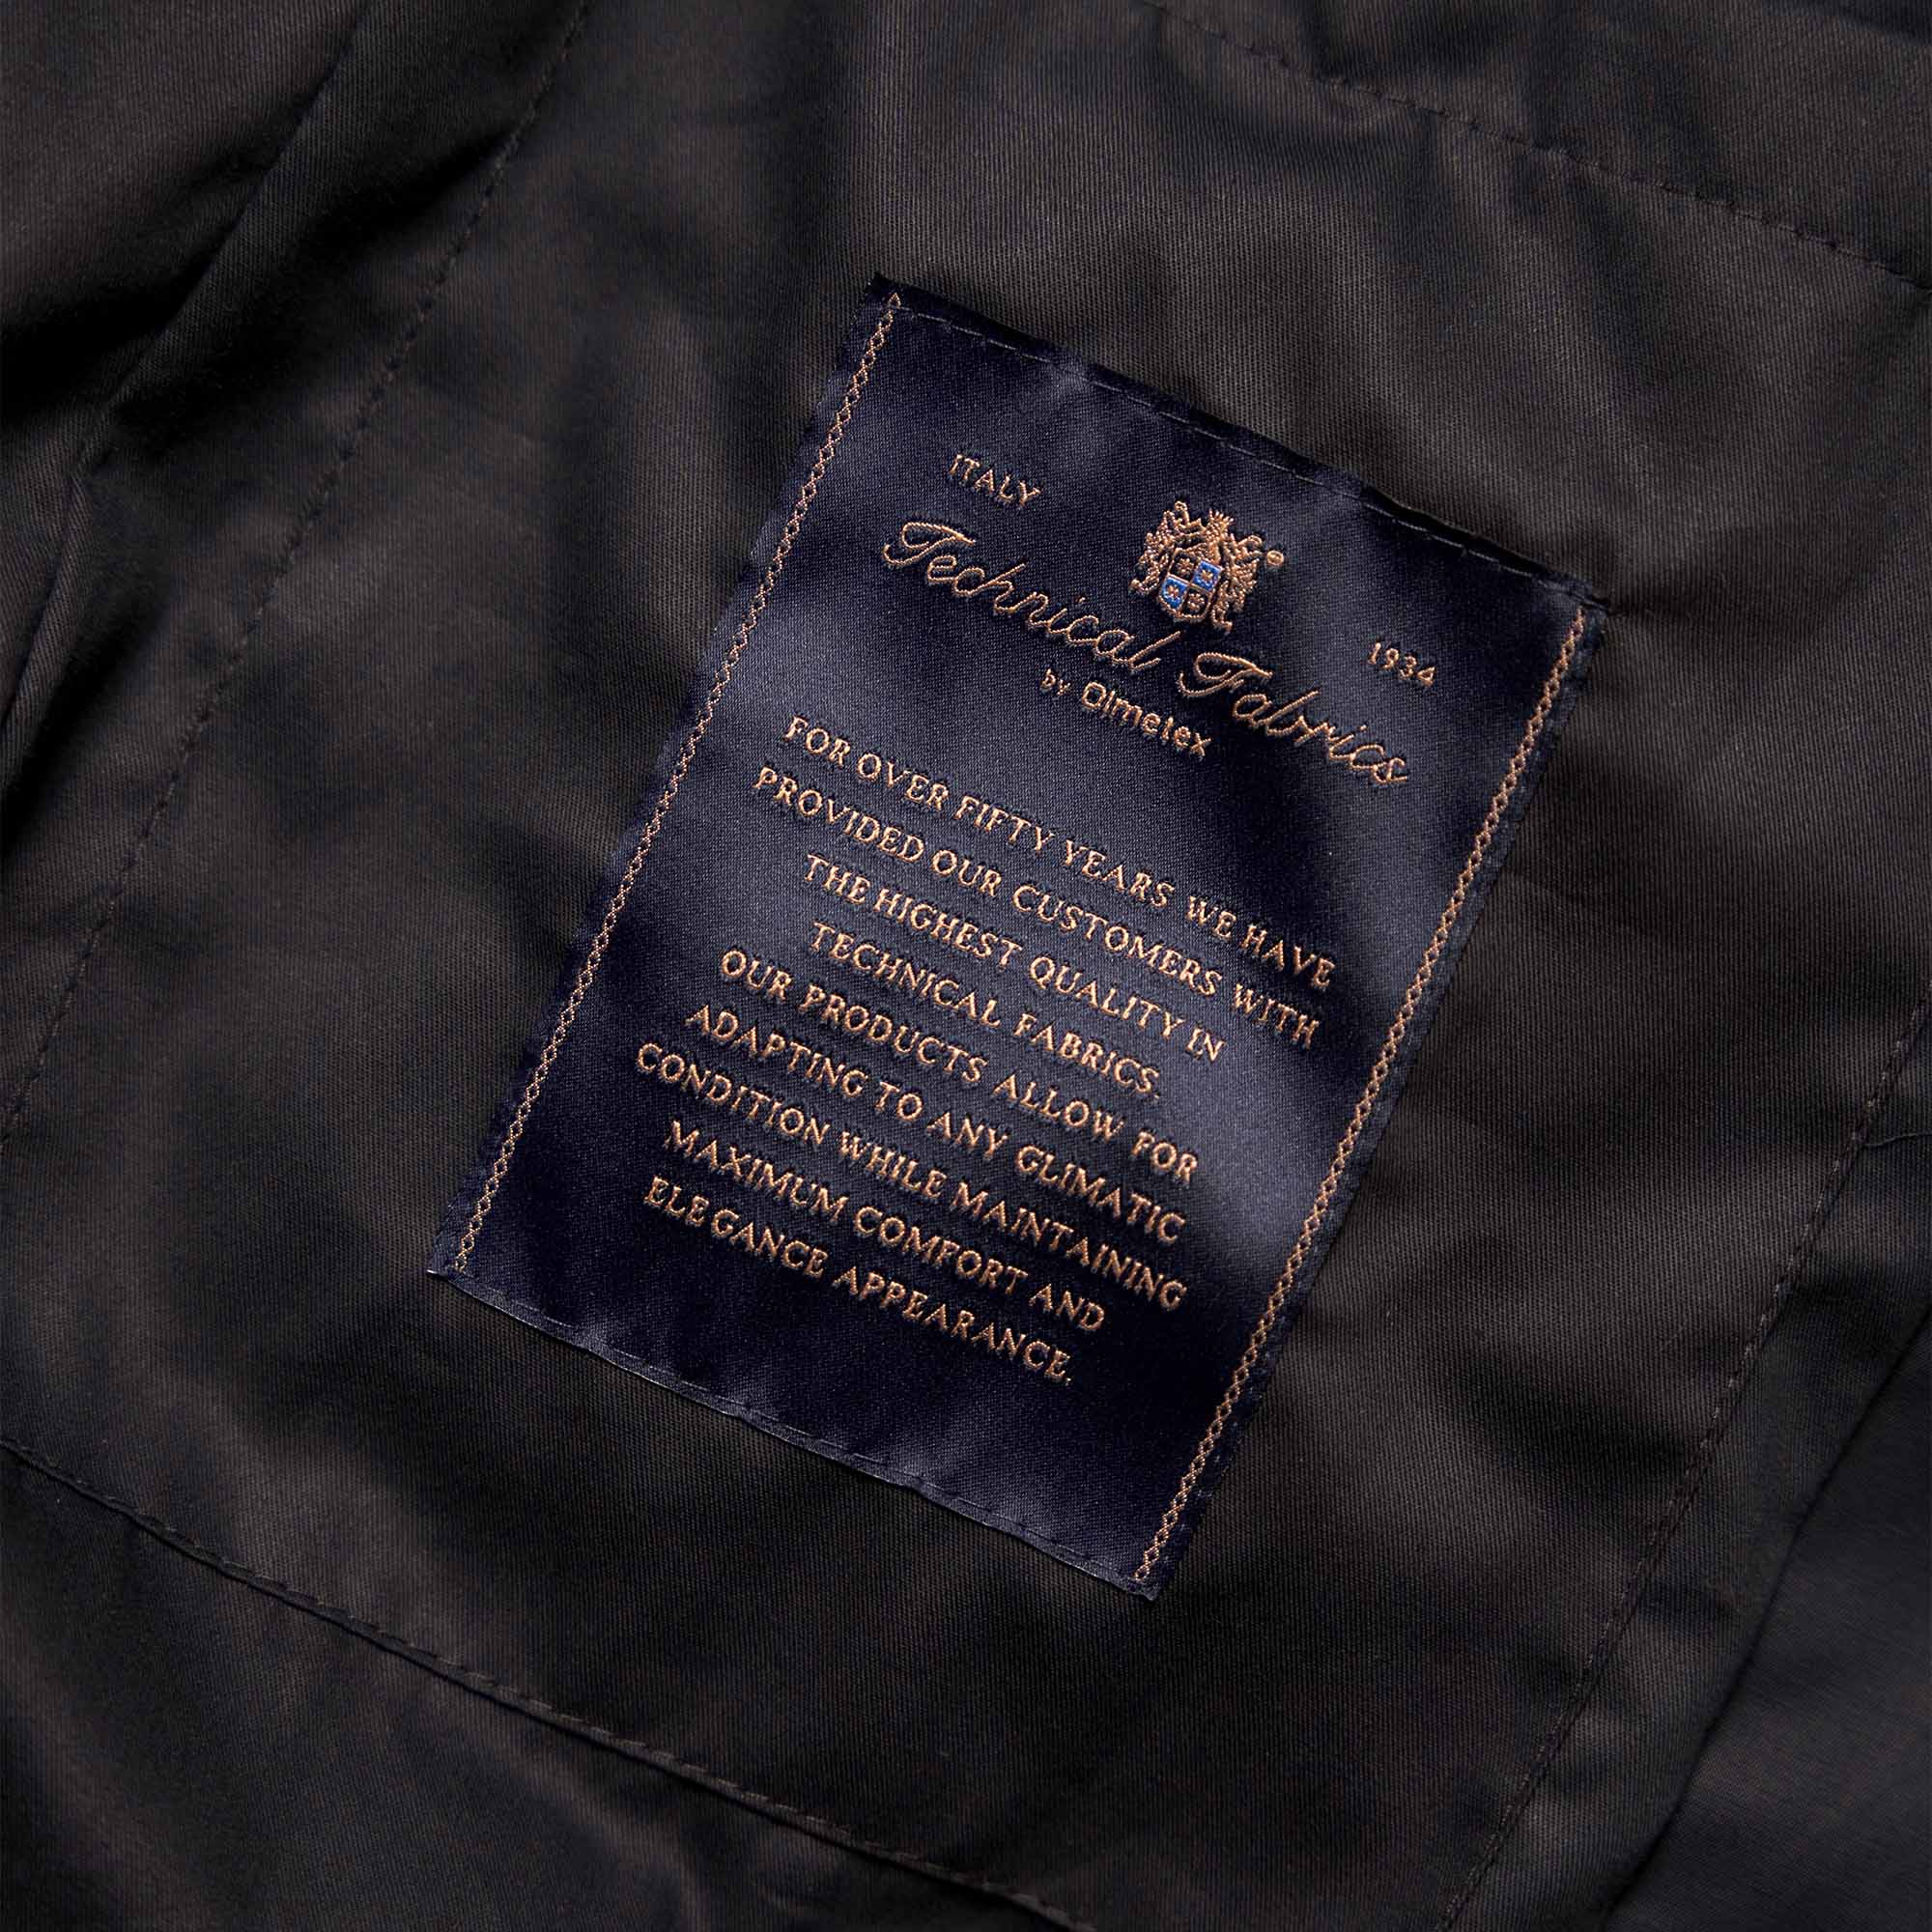 ITALY
1934
Technical Fabrics
by Olmetex
FOR OVER FIFTY YEARS WE HAVE
PROVIDED OUR CUSTOMERS WITH
THE HIGHEST QUALITY IN
TECHNICAL FABRICS.
OUR PRODUCTS ALLOW FOR
ADAPTING TO ANY GLIMATIC
CONDITION WHILE MAINTAINING
MAXIMUM COMFORT AND
ELEGANCE APPEARANCE.